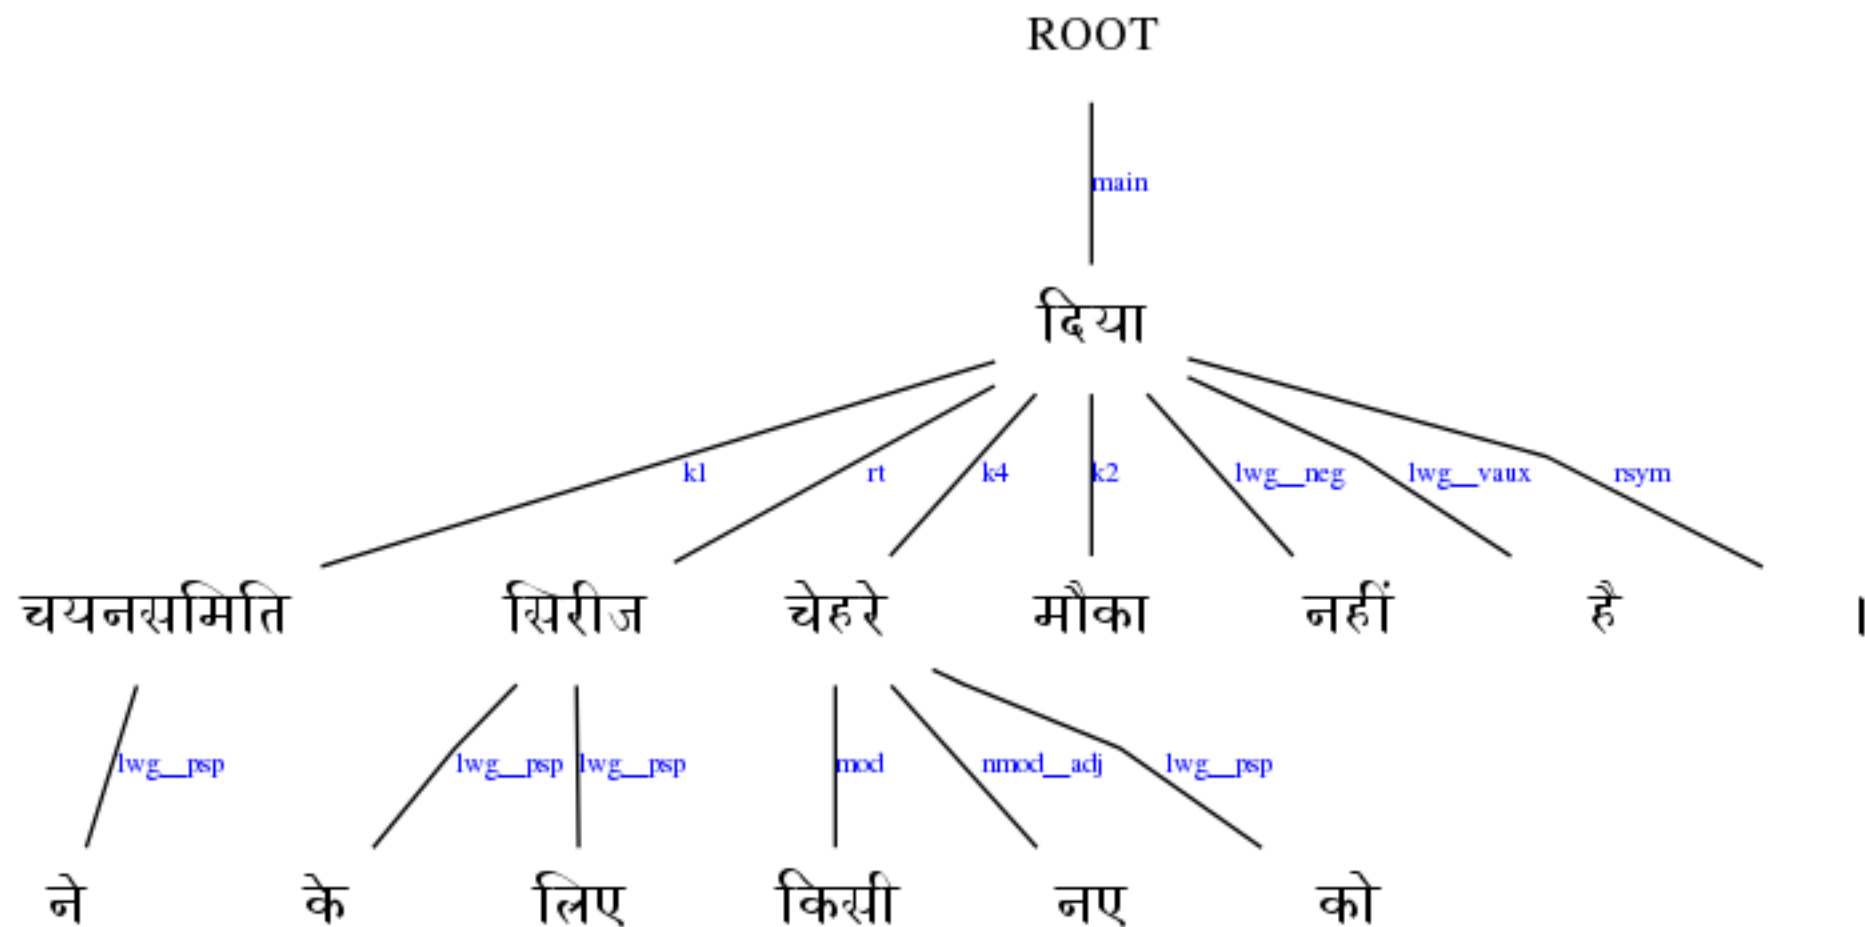 ROOT
main
दिया
k1 rt k4 k2 lwg__neg lwg__vaux rsym
चयनसमिति सिरीज चेहरे मौका नहीं है ।
lwg__psp lwg__psp lwg__psp mod nmod__adj lwg__psp
ने के लिए किसी नए को